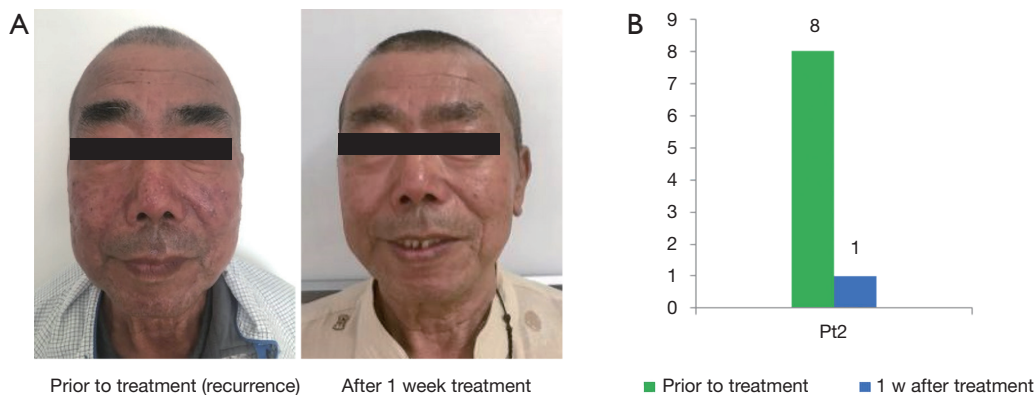 A
Prior to treatment (recurrence)
After 1 week treatment
B
9
8
7
6
5
4
3
2
1
0
8
1
Pt2
Prior to treatment
1 w after treatment